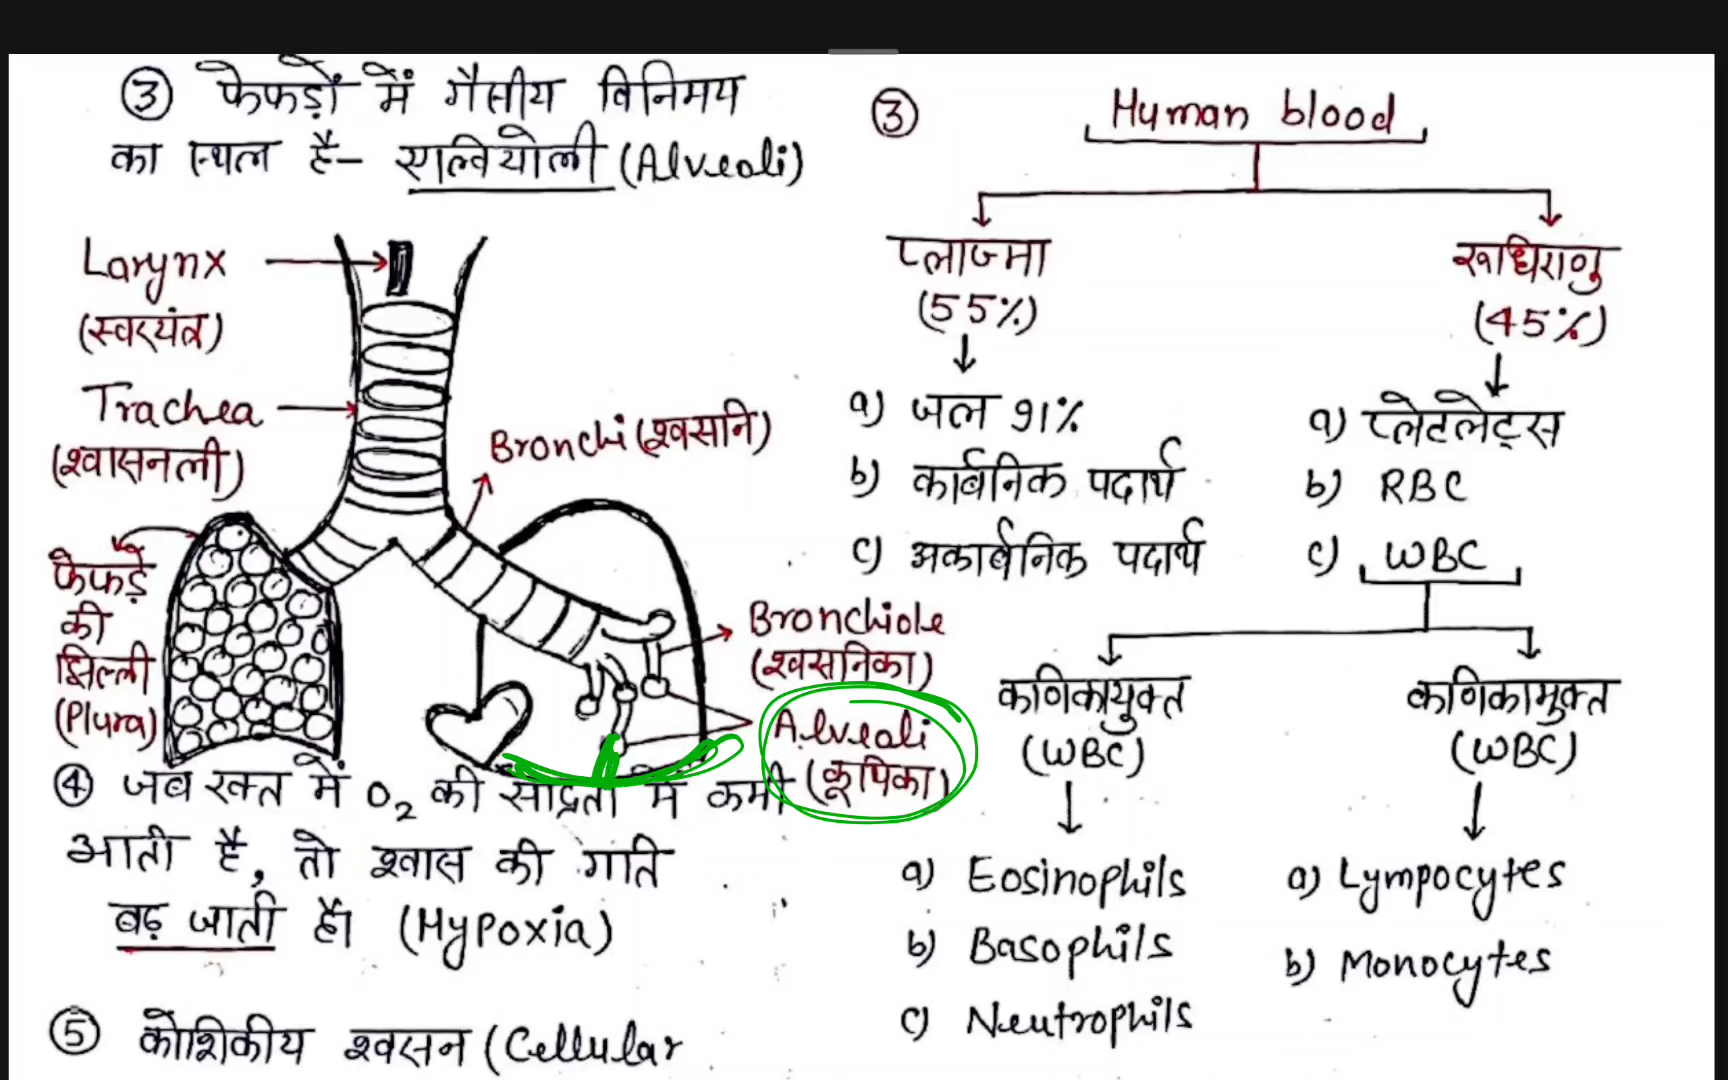 ③ फेफड़ों में गैसीय विनिमय
का स्थल है– एल्वियोली (Alveoli)
Larynx
(स्वरयंत्र)
Trachea
(श्वासनली)
Bronchi (श्वसनि)
फेफड़े
की
झिल्ली
(Plura)
Bronchiole
(श्वसनिका)
Alveoli
(कूपिका)
④ जब रक्त में O₂ की सांद्रता में कमी
आती है, तो श्वास की गति
बढ़ जाती है। (Hypoxia)
⑤ कोशिकीय श्वसन (Cellular
③ Human blood
प्लाज्मा
(55%)
a) जल 91%
b) कार्बनिक पदार्थ
c) अकार्बनिक पदार्थ
रूधिराणु
(45%)
a) प्लेटलेट्स
b) RBC
c) WBC
कणिकायुक्त
(WBC)
a) Eosinophils
b) Basophils
c) Neutrophils
कणिकामुक्त
(WBC)
a) Lympocytes
b) Monocytes